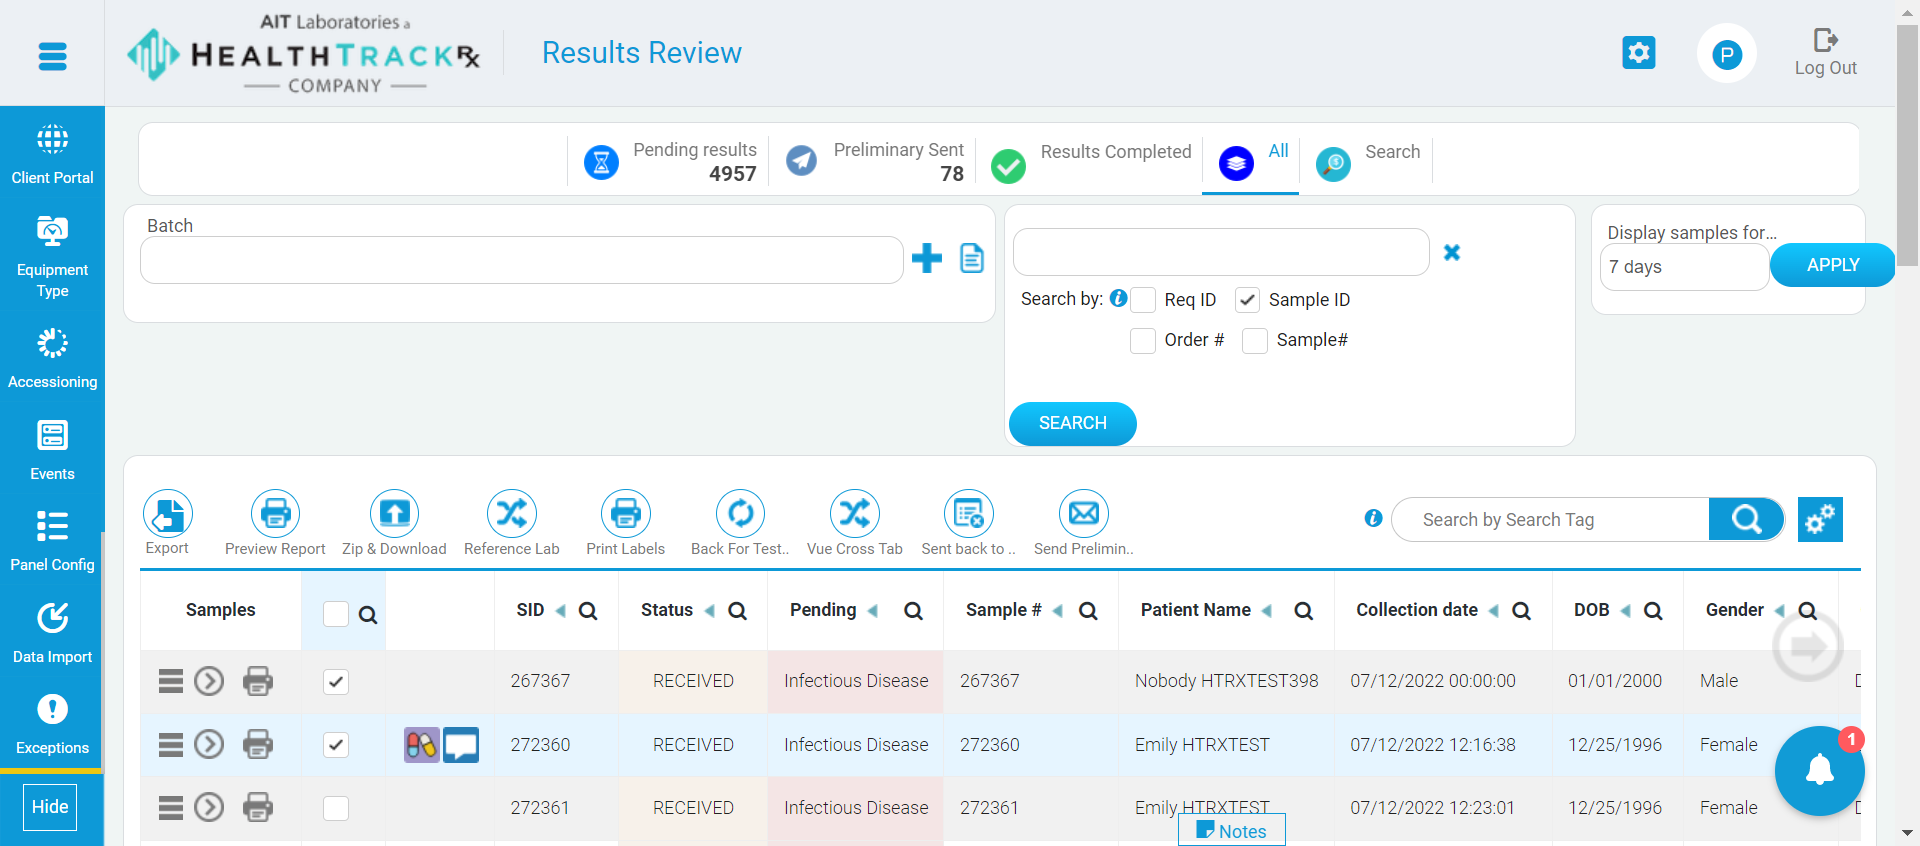 AIT Laboratories a
HEALTHTRACKRx
COMPANY
Results Review
P
Log Out
Client Portal
Equipment
Type
Accessioning
Events
Panel Config
Data Import
Exceptions
Hide
Pending results
4957
Preliminary Sent
78
Results Completed
All
Search
Batch
Search by:
Req ID
Sample ID
Order #
Sample#
SEARCH
Display samples for...
7 days
APPLY
Export
Preview Report
Zip & Download
Reference Lab
Print Labels
Back For Test..
Vue Cross Tab
Sent back to ..
Send Prelimin..
Search by Search Tag
Samples SID Status Pending Sample # Patient Name Collection date DOB Gender
267367 RECEIVED Infectious Disease 267367 Nobody HTRXTEST398 07/12/2022 00:00:00 01/01/2000 Male
272360 RECEIVED Infectious Disease 272360 Emily HTRXTEST 07/12/2022 12:16:38 12/25/1996 Female
272361 RECEIVED Infectious Disease 272361 Emily HTRXTEST 07/12/2022 12:23:01 12/25/1996 Female
1
Notes